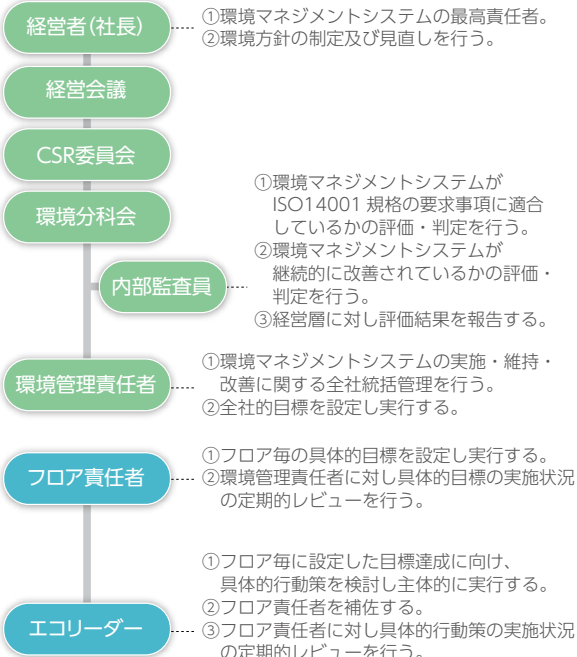 経営者(社長)
①環境マネジメントシステムの最高責任者。
②環境方針の制定及び見直しを行う。
経営会議
CSR委員会
環境分科会
①環境マネジメントシステムが
ISO14001 規格の要求事項に適合
しているかの評価・判定を行う。
②環境マネジメントシステムが
継続的に改善されているかの評価・
判定を行う。
③経営層に対し評価結果を報告する。
内部監査員
環境管理責任者
①環境マネジメントシステムの実施・維持・
改善に関する全社統括管理を行う。
②全社的目標を設定し実行する。
フロア責任者
①フロア毎の具体的目標を設定し実行する。
②環境管理責任者に対し具体的目標の実施状況
の定期的レビューを行う。
エコリーダー
①フロア毎に設定した目標達成に向け、
具体的行動策を検討し主体的に実行する。
②フロア責任者を補佐する。
③フロア責任者に対し具体的行動策の実施状況
の定期的レビューを行う。